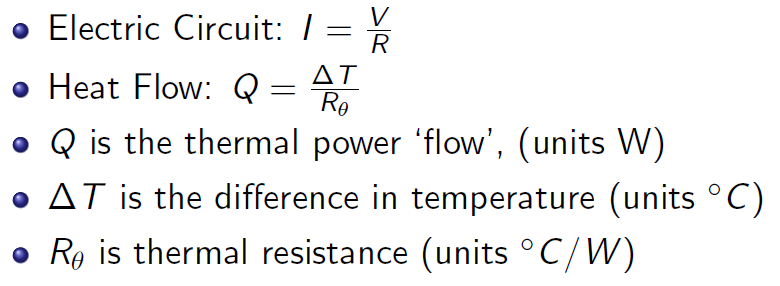 • Electric Circuit: I = V/R
• Heat Flow: Q = ΔT/R_θ
• Q is the thermal power ‘flow’, (units W)
• ΔT is the difference in temperature (units °C)
• R_θ is thermal resistance (units °C/W)